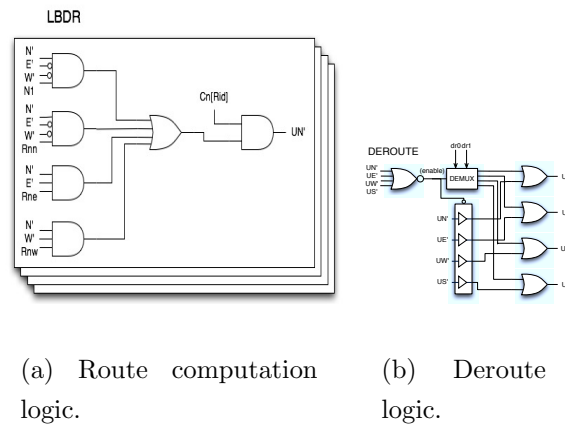 LBDR
N'
E'
W'
N1
N'
E'
W'
Rnn
N'
E'
Rne
N'
W'
Rnw
Cn[Rid]
UN'
DEROUTE
UN'
UE'
UW'
US'
(enable)
dr0dr1
DEMUX
UN'
UE'
UW'
US'
U
U
U
U
(a) Route computation
logic.
(b) Deroute
logic.